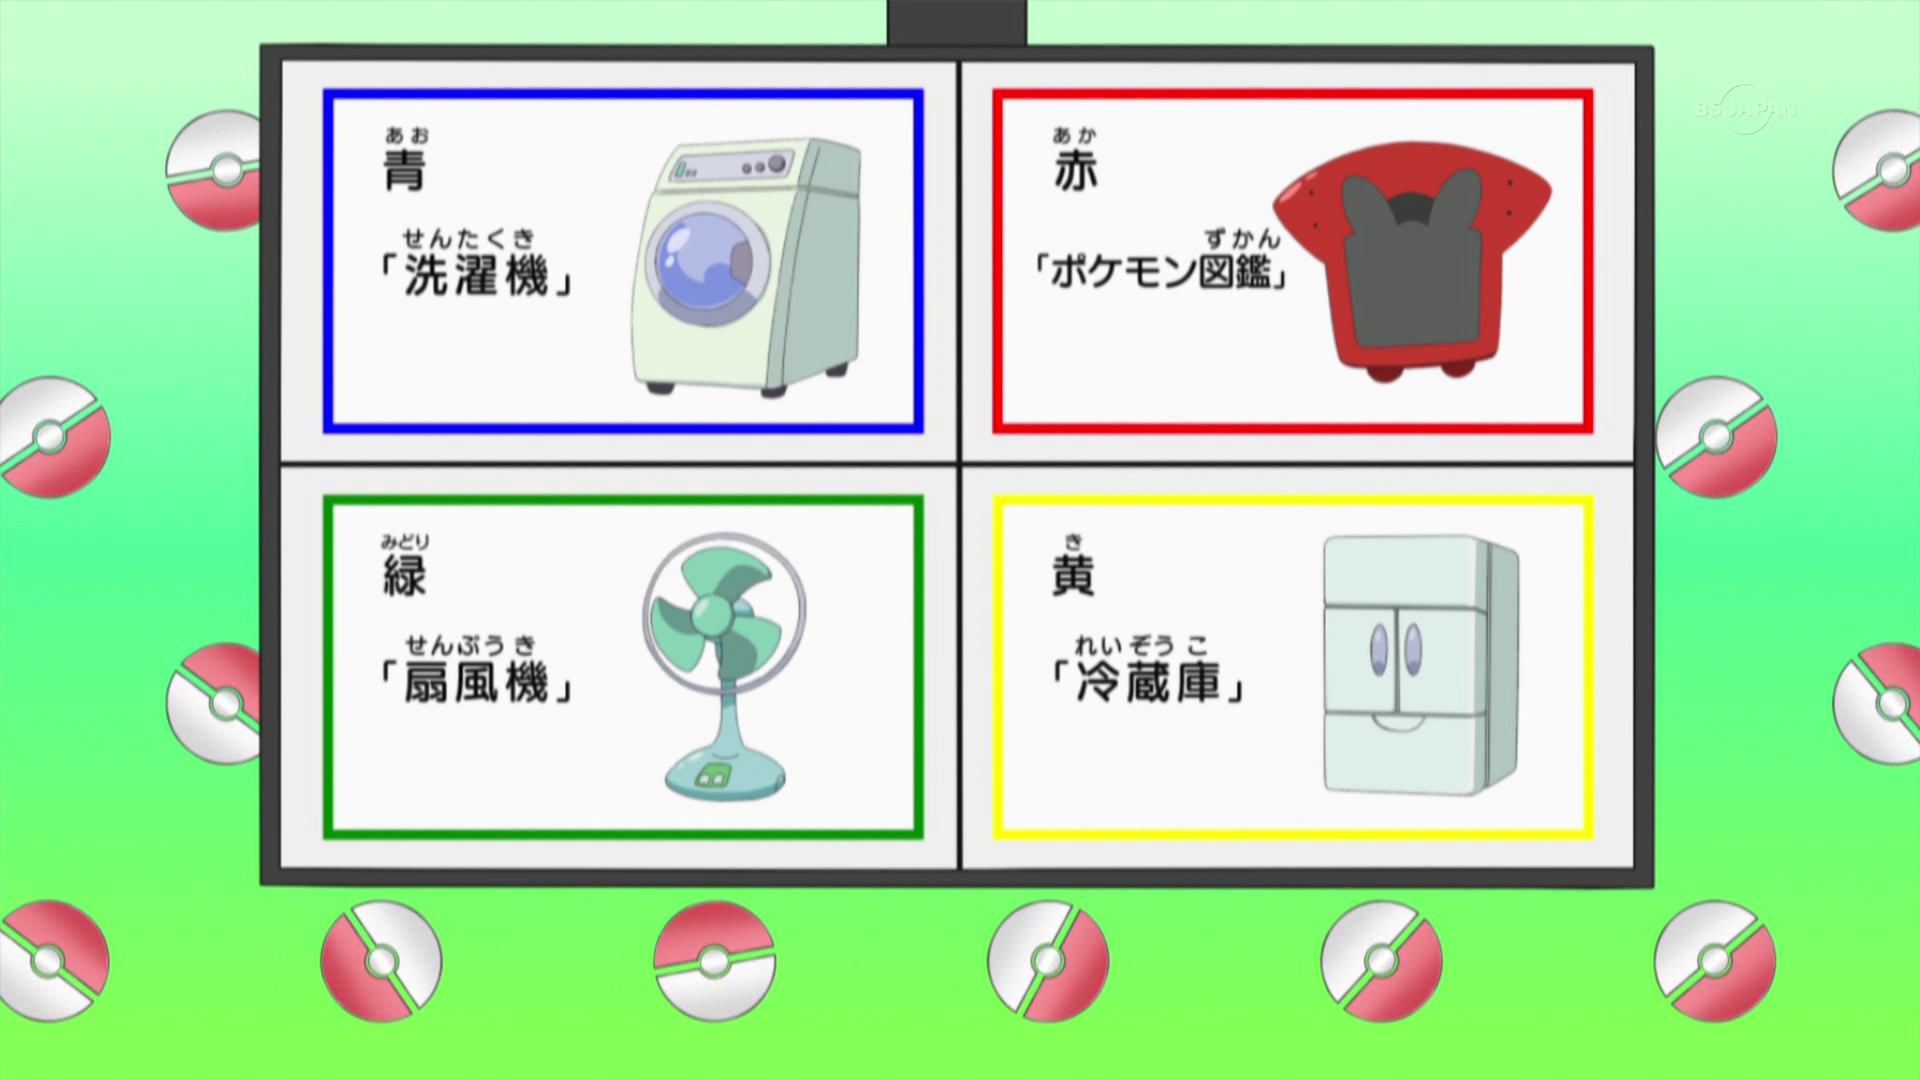 あお
青
せんたくき
「洗濯機」
あか
赤
ずかん
「ポケモン図鑑」
みどり
緑
せんぷうき
「扇風機」
き
黄
れいぞうこ
「冷蔵庫」
BS JAPAN